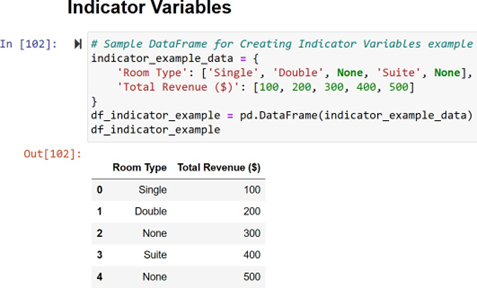 Indicator Variables
In [102]:
# Sample DataFrame for Creating Indicator Variables example
indicator_example_data = {
    'Room Type': ['Single', 'Double', None, 'Suite', None],
    'Total Revenue ($)': [100, 200, 300, 400, 500]
}
df_indicator_example = pd.DataFrame(indicator_example_data)
df_indicator_example
Out[102]:
Room Type Total Revenue ($)
0 Single 100
1 Double 200
2 None 300
3 Suite 400
4 None 500